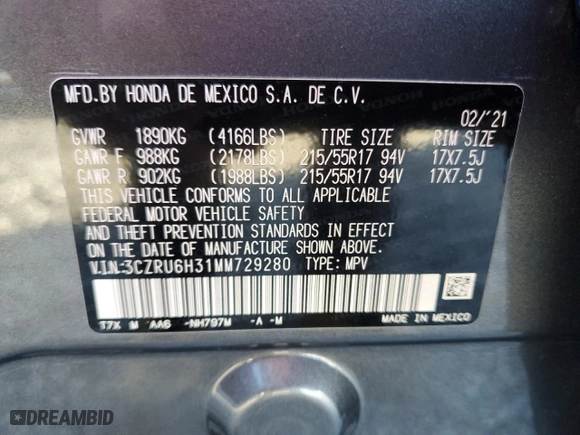 MFD.BY HONDA DE MEXICO S.A. DE C.V.
02/'21
GVWR 1890KG (4166LBS) TIRE SIZE RIM SIZE
GAWR F 988KG (2178LBS) 215/55R17 94V 17X7.5J
GAWR R 902KG (1988LBS) 215/55R17 94V 17X7.5J
THIS VEHICLE CONFORMS TO ALL APPLICABLE
FEDERAL MOTOR VEHICLE SAFETY
AND THEFT PREVENTION STANDARDS IN EFFECT
ON THE DATE OF MANUFACTURE SHOWN ABOVE.
V.I.N:3CZRU6H31MM729280 TYPE: MPV
T7X M AA6 -NH797M -A -M MADE IN MEXICO
DREAMBID